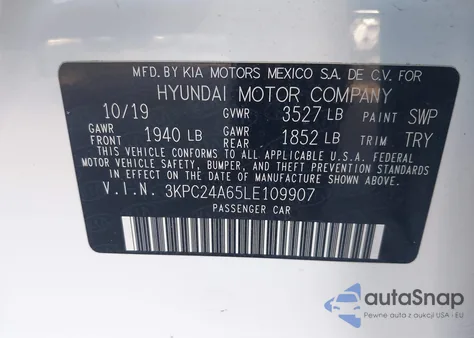 MFD. BY KIA MOTORS MEXICO S.A. DE C.V. FOR
HYUNDAI MOTOR COMPANY
10/19 GVWR 3527 LB PAINT SWP
GAWR FRONT 1940 LB GAWR REAR 1852 LB TRIM TRY
THIS VEHICLE CONFORMS TO ALL APPLICABLE U.S.A. FEDERAL
MOTOR VEHICLE SAFETY, BUMPER, AND THEFT PREVENTION STANDARDS
IN EFFECT ON THE DATE OF MANUFACTURE SHOWN ABOVE.
V.I.N. 3KPC24A65LE109907
PASSENGER CAR
autoSnap
Pewne auta z okazją USA - EU